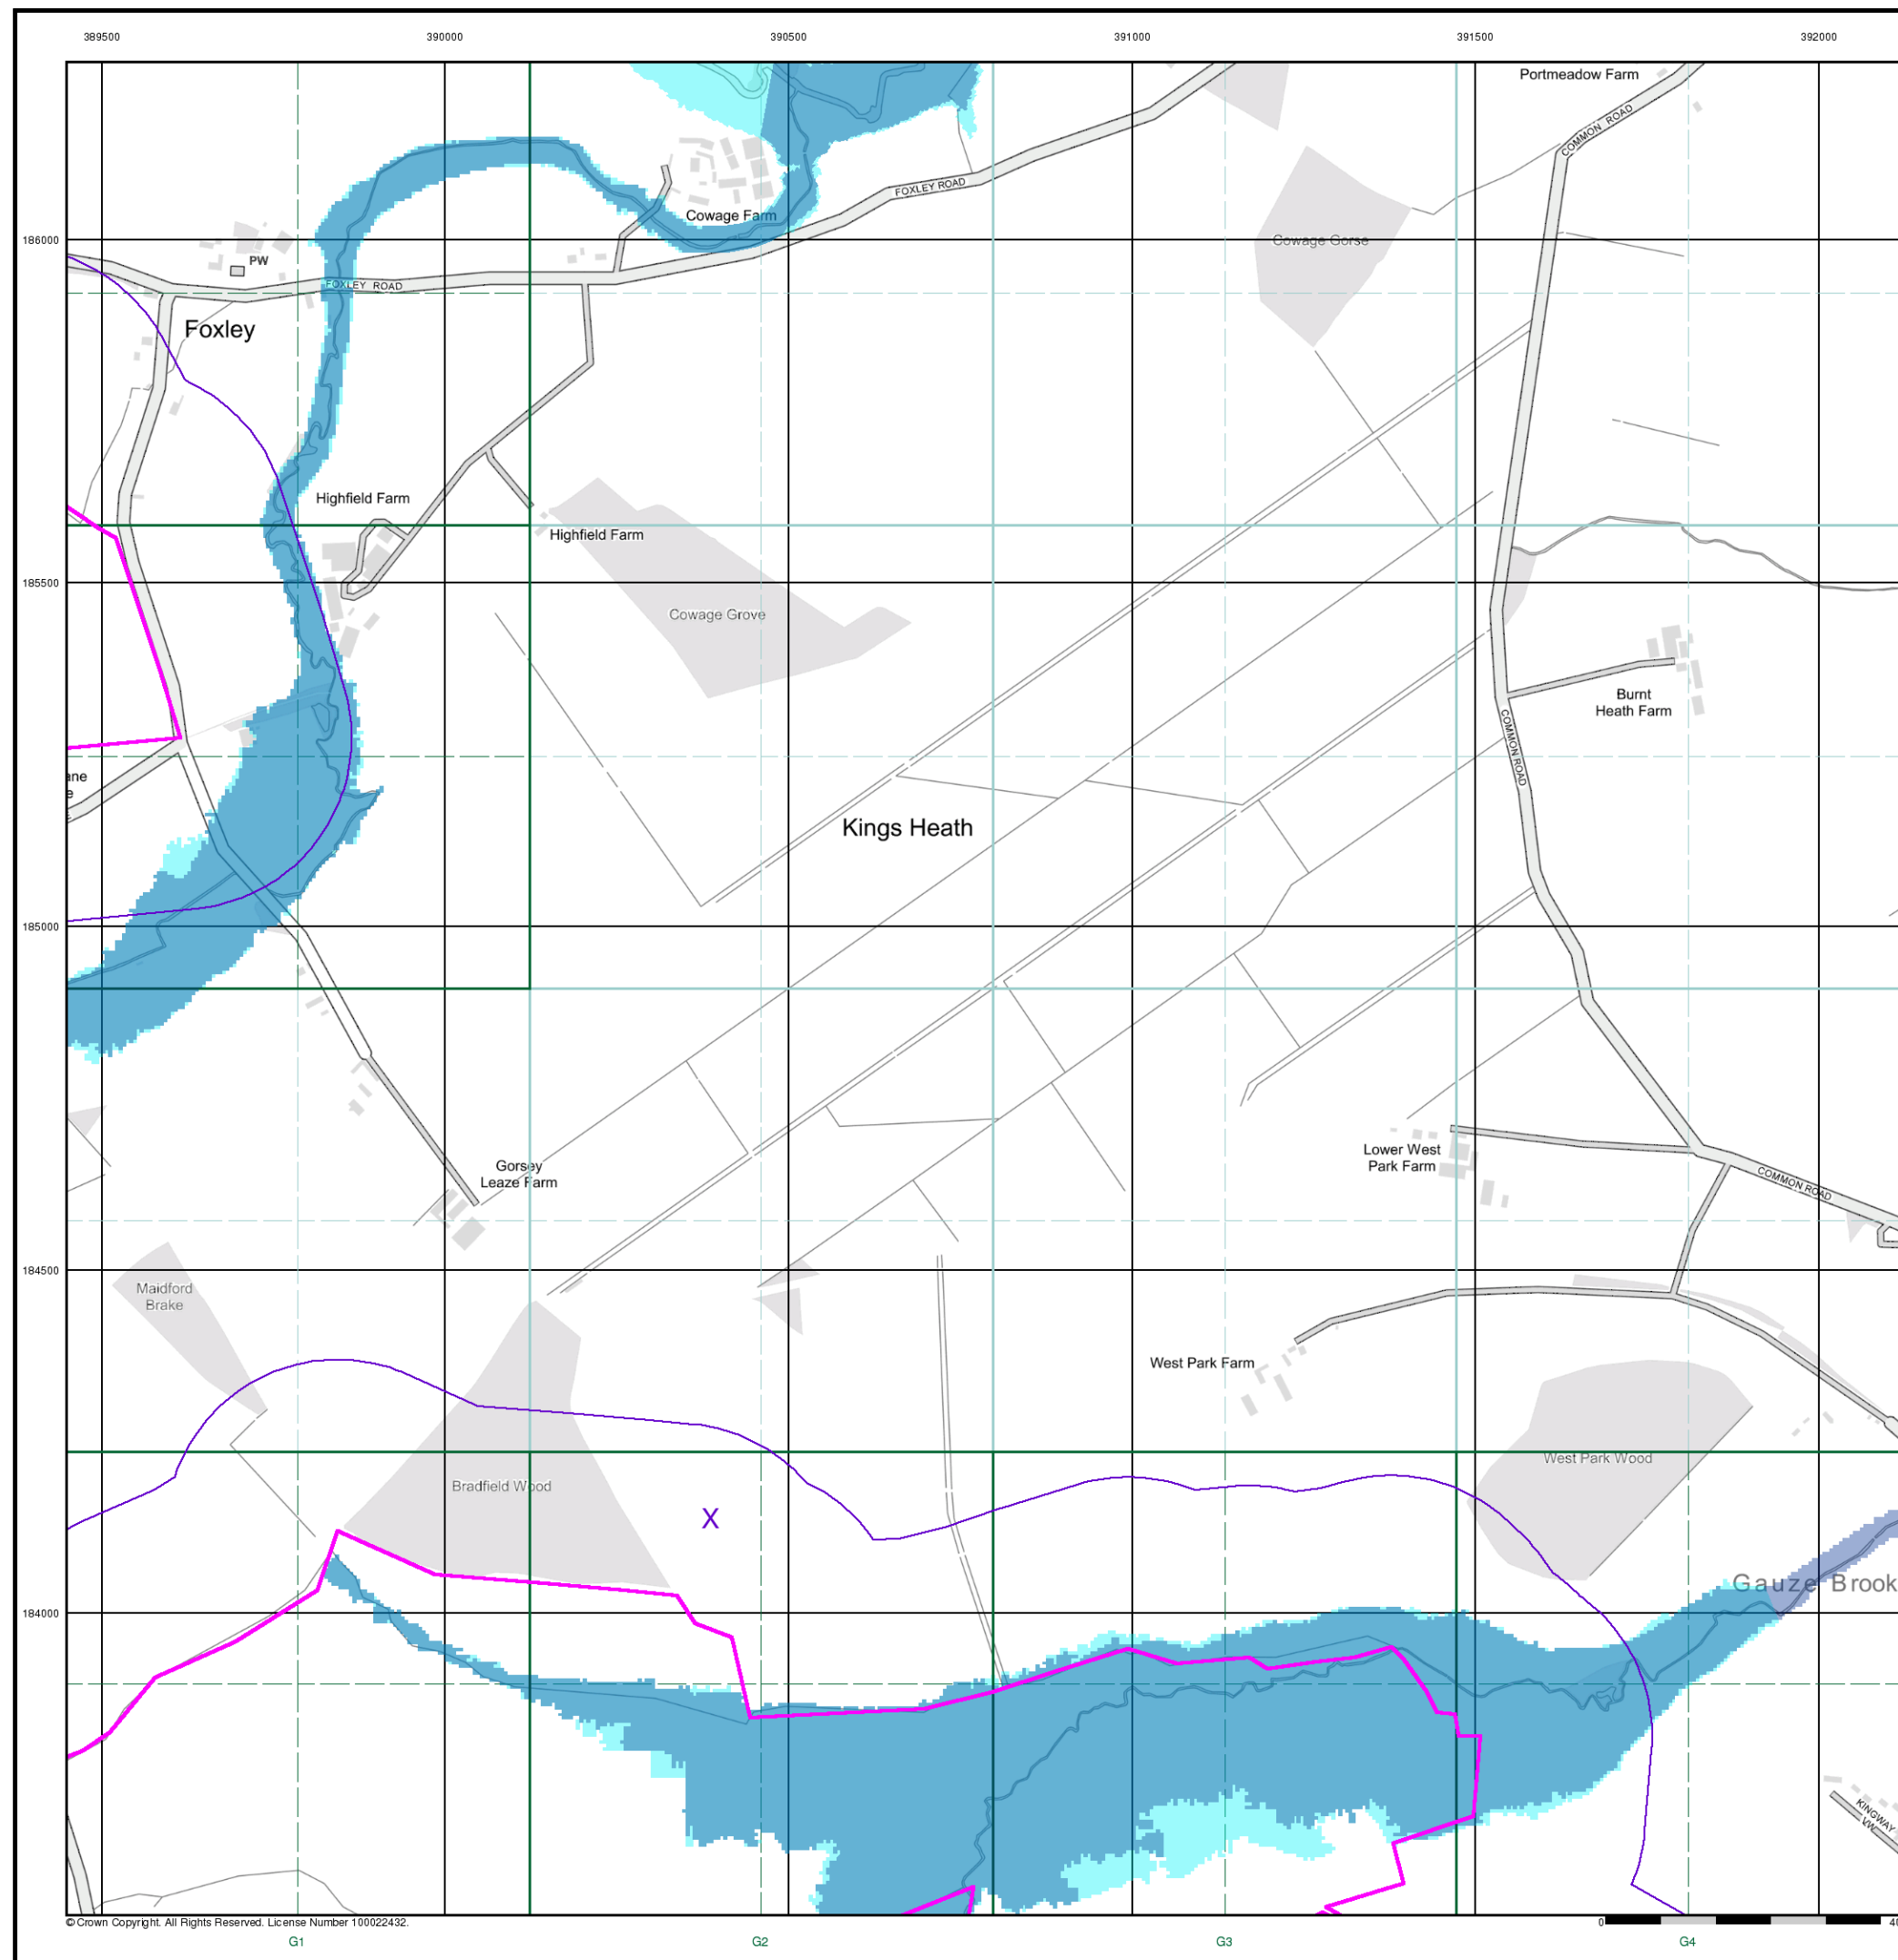 389500 390000 390500 391000 391500 392000
Portmeadow Farm
COMMON ROAD
FOXLEY ROAD
Cowage Farm
186000
Cowage Gorse
PW
FOXLEY ROAD
Foxley
Highfield Farm
Highfield Farm
185500
Cowage Grove
Burnt
Heath Farm
COMMON ROAD
ane
e
Kings Heath
185000
Lower West
Park Farm
Gorsey
Leaze Farm
COMMON ROAD
184500
Maidford
Brake
West Park Farm
West Park Wood
Bradfield Wood
X
Gauze Brook
184000
KINGWAY
VW
© Crown Copyright. All Rights Reserved. License Number 100022432.
0 40
G1 G2 G3 G4